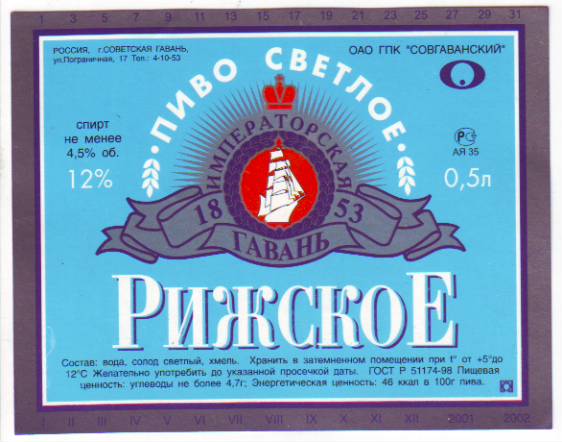 1 3 5 7 9 11 13 15 17 19 21 23 25 27 29 31
РОССИЯ, г.СОВЕТСКАЯ ГАВАНЬ,
ул.Пограничная, 17 Тел.: 4-10-53
ОАО ГПК "СОВГАВАНСКИЙ"
• ПИВО СВЕТЛОЕ •
спирт
не менее
4,5% об.
12%
РС
АЯ 35
0,5л
ИМПЕРАТОРСКАЯ
1853
ГАВАНЬ
РИЖСКОЕ
Состав: вода, солод светлый, хмель. Хранить в затемненном помещении при t° от +5°до
12°С Желательно употребить до указанной просечкой даты. ГОСТ Р 51174-98 Пищевая
ценность: углеводы не более 4,7г; Энергетическая ценность: 46 ккал в 100г пива.
I II III IV V VI VII VIII IX X XI XII 2001 2002